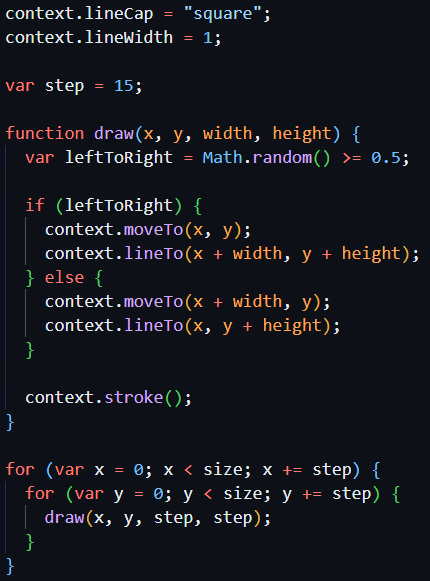 context.lineCap = "square";
context.lineWidth = 1;

var step = 15;

function draw(x, y, width, height) {
  var leftToRight = Math.random() >= 0.5;

  if (leftToRight) {
    context.moveTo(x, y);
    context.lineTo(x + width, y + height);
  } else {
    context.moveTo(x + width, y);
    context.lineTo(x, y + height);
  }

  context.stroke();
}

for (var x = 0; x < size; x += step) {
  for (var y = 0; y < size; y += step) {
    draw(x, y, step, step);
  }
}